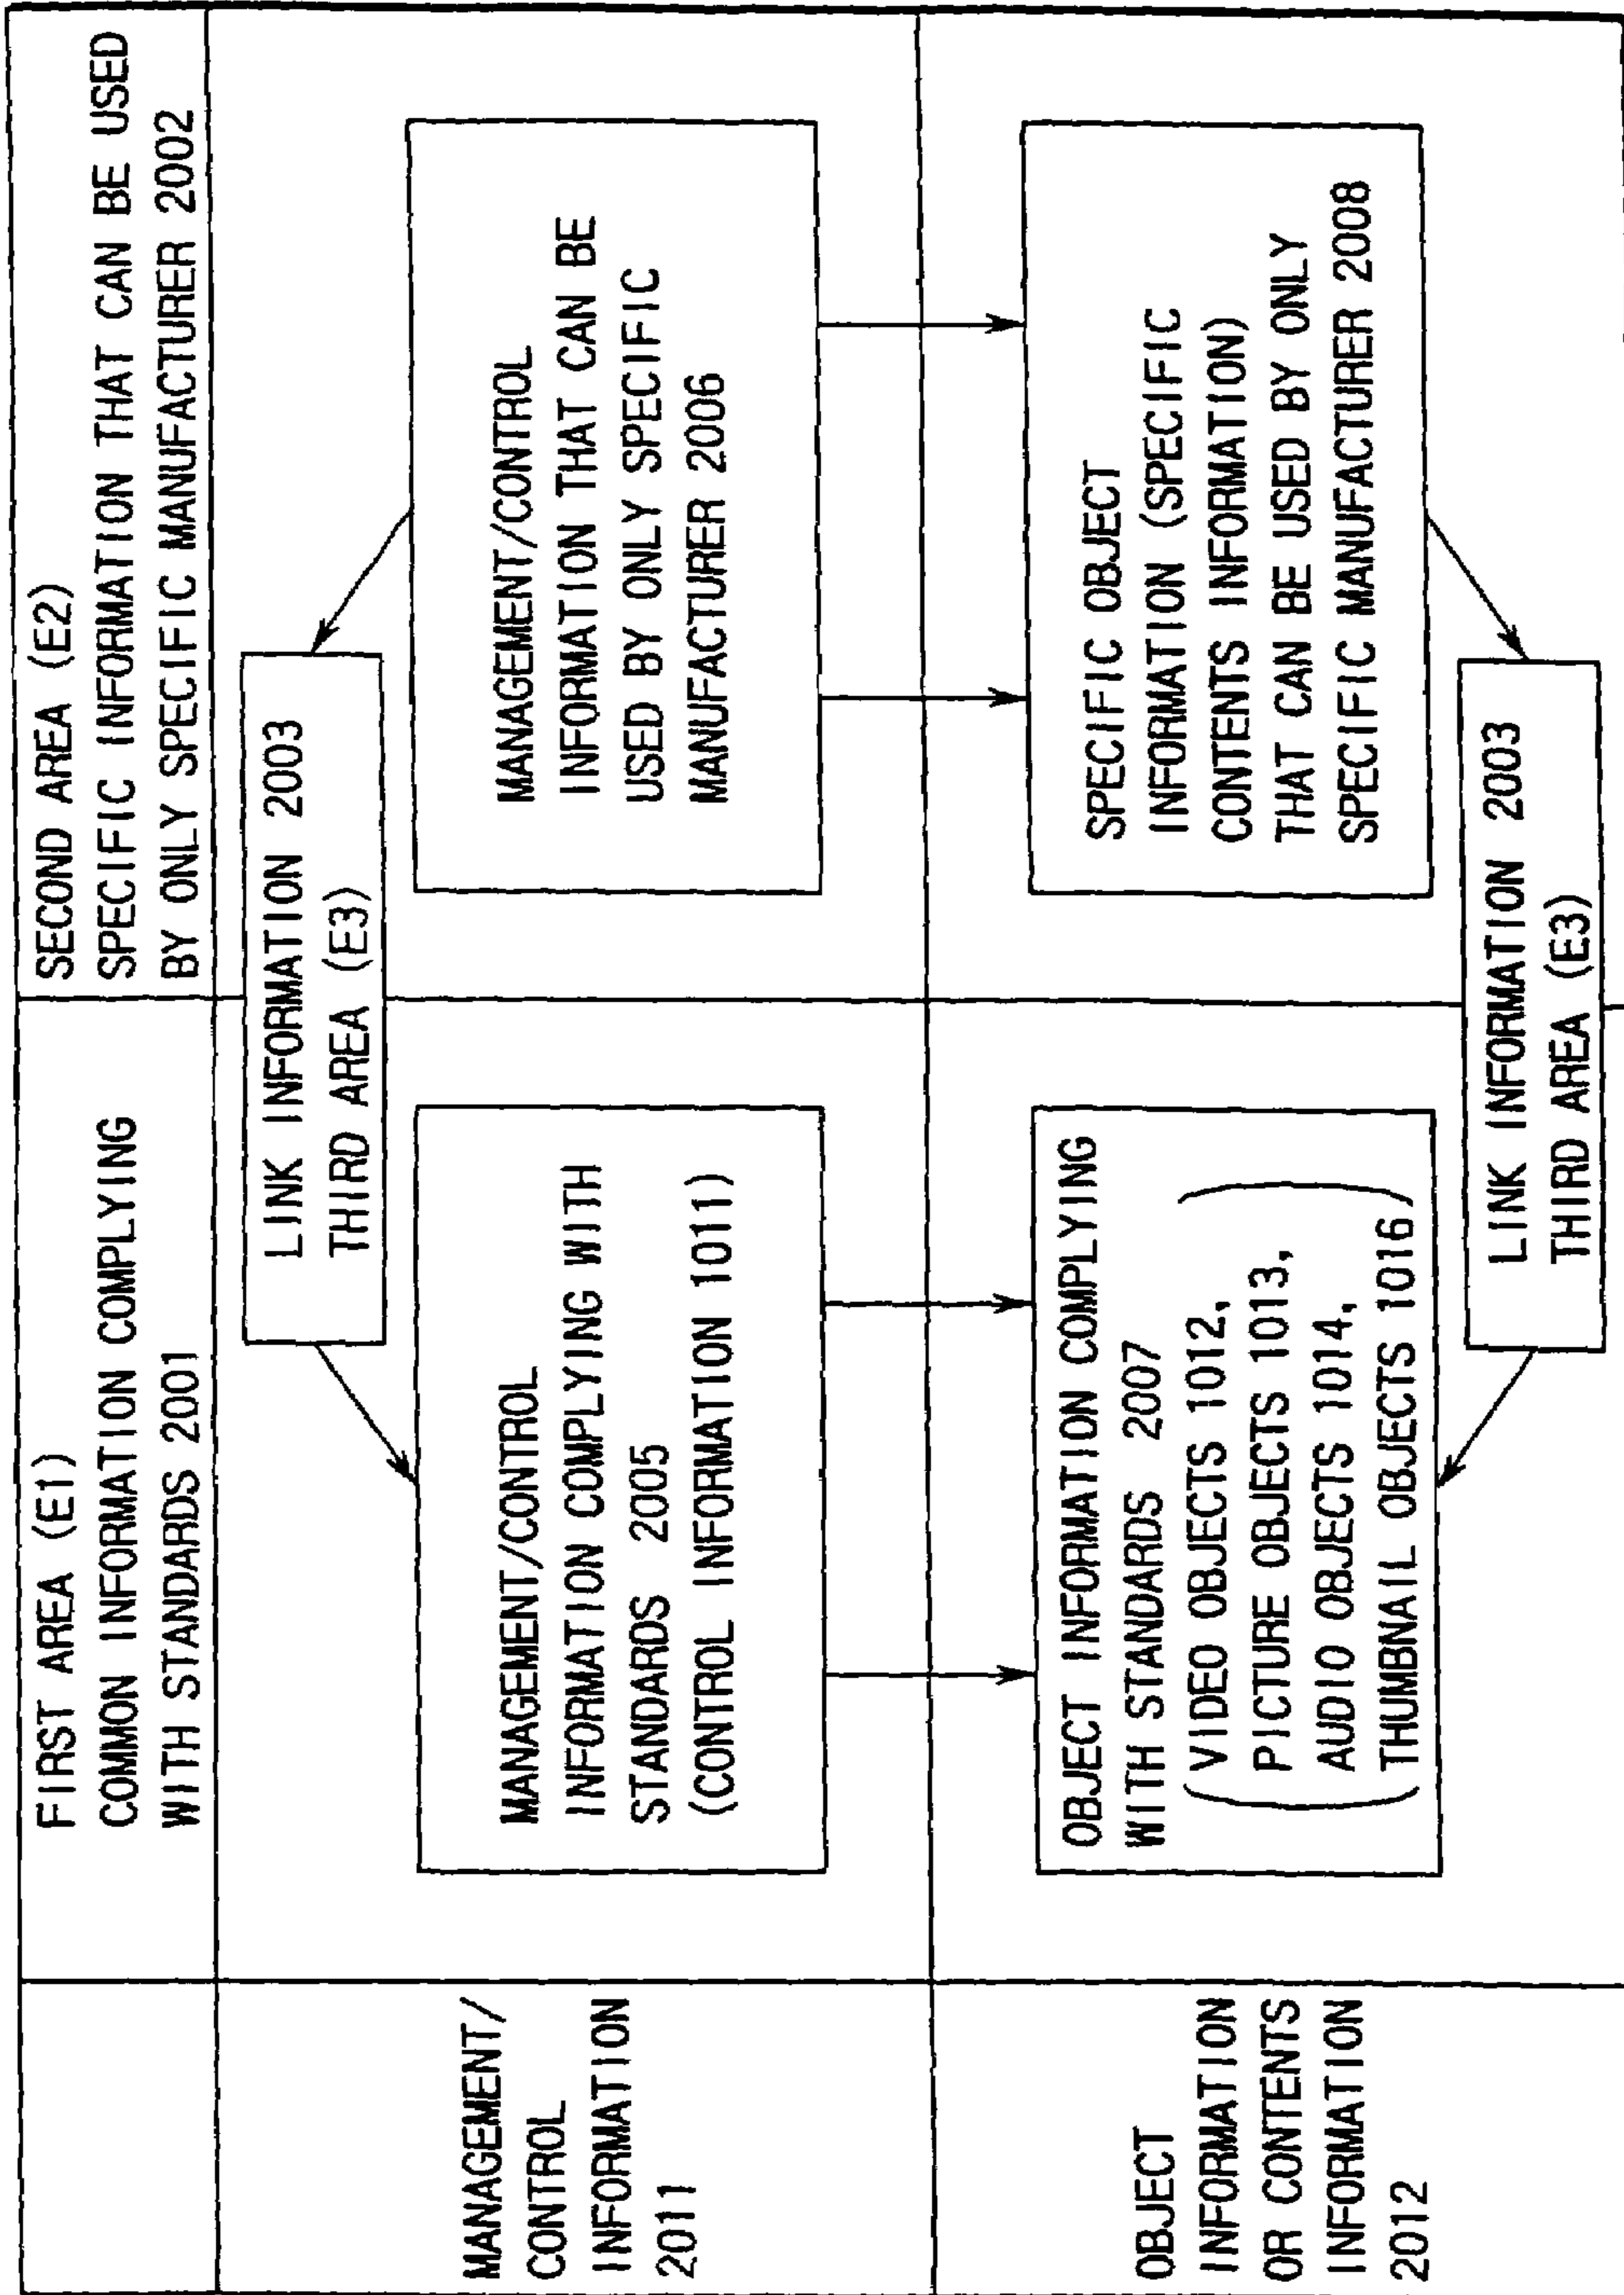 FIRST AREA (E1)
COMMON INFORMATION COMPLYING
WITH STANDARDS 2001
SECOND AREA (E2)
SPECIFIC INFORMATION THAT CAN BE USED
BY ONLY SPECIFIC MANUFACTURER 2002
MANAGEMENT/
CONTROL
INFORMATION
2011
LINK INFORMATION 2003
THIRD AREA (E3)
MANAGEMENT/CONTROL
INFORMATION COMPLYING WITH
STANDARDS 2005
(CONTROL INFORMATION 1011)
MANAGEMENT/CONTROL
INFORMATION THAT CAN BE
USED BY ONLY SPECIFIC
MANUFACTURER 2006
OBJECT
INFORMATION
OR CONTENTS
INFORMATION
2012
OBJECT INFORMATION COMPLYING
WITH STANDARDS 2007
(VIDEO OBJECTS 1012,
PICTURE OBJECTS 1013,
AUDIO OBJECTS 1014,
THUMBNAIL OBJECTS 1016)
SPECIFIC OBJECT
INFORMATION (SPECIFIC
CONTENTS INFORMATION)
THAT CAN BE USED BY ONLY
SPECIFIC MANUFACTURER 2008
LINK INFORMATION 2003
THIRD AREA (E3)